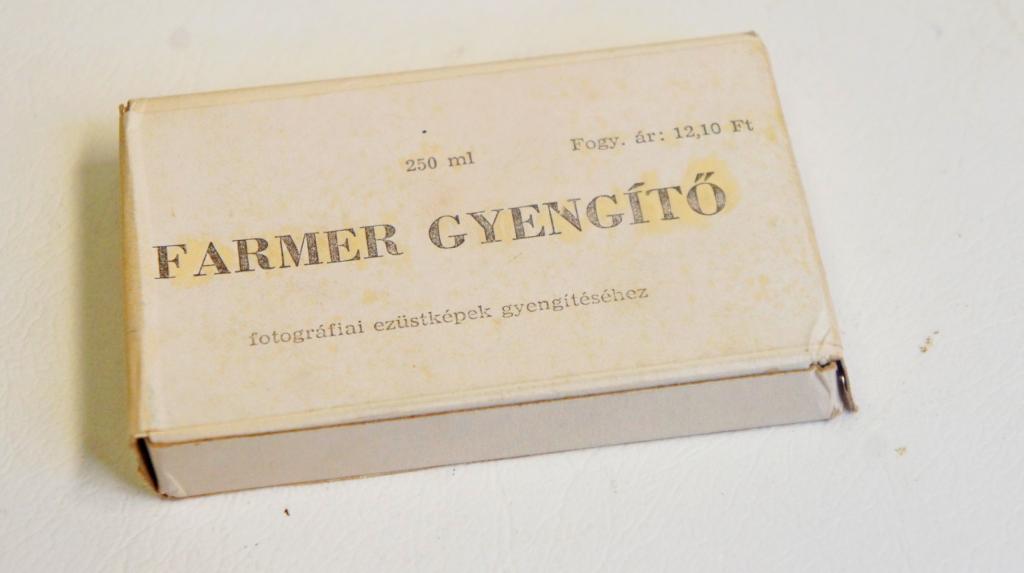 250 ml Fogy. ár: 12,10 Ft
FARMER GYENGÍTŐ
fotográfiai ezüstképek gyengítéséhez